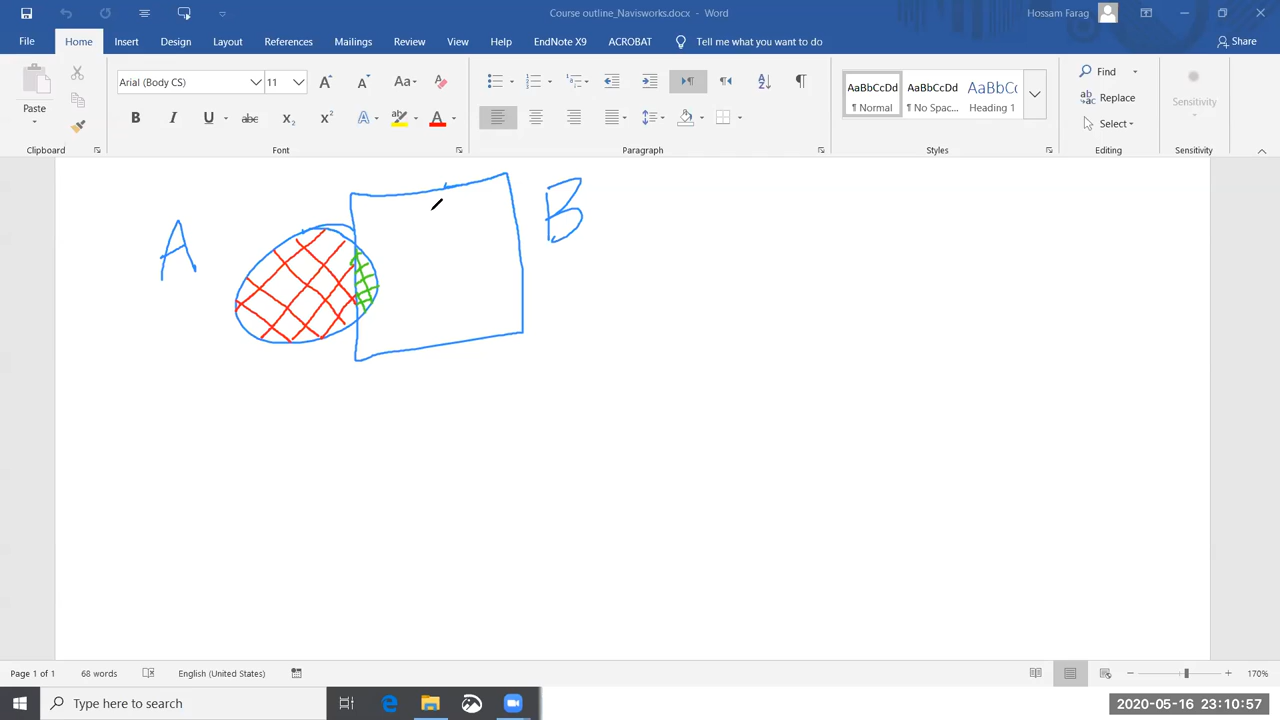 Course outline_Navisworks.docx - Word
Hossam Farag
File Home Insert Design Layout References Mailings Review View Help EndNote X9 ACROBAT Tell me what you want to do Share
Paste
Clipboard
Arial (Body CS) 11
Font
Paragraph
AaBbCcDd AaBbCcDd AaBbCc
¶ Normal ¶ No Spac... Heading 1
Styles
Find
Replace
Select
Editing
Sensitivity
Sensitivity
A
B
Page 1 of 1 68 words English (United States) 170%
Type here to search
2020-05-16 23:10:57